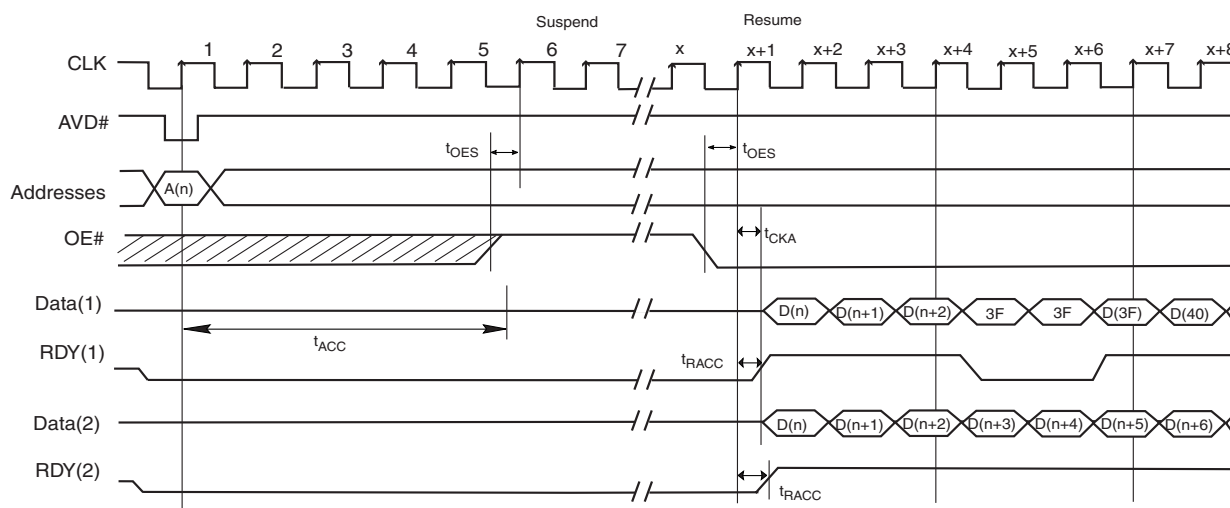 Suspend Resume
1 2 3 4 5 6 7 x x+1 x+2 x+3 x+4 x+5 x+6 x+7 x+8
CLK
AVD#
tOES tOES
Addresses A(n)
OE# tCKA
Data(1) D(n) D(n+1) D(n+2) 3F 3F D(3F) D(40)
tACC
RDY(1) tRACC
Data(2) D(n) D(n+1) D(n+2) D(n+3) D(n+4) D(n+5) D(n+6)
RDY(2)
tRACC